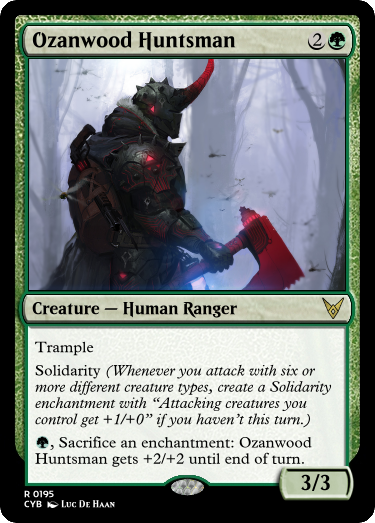 Ozanwood Huntsman 2
Creature — Human Ranger
Trample
Solidarity (Whenever you attack with six or
more different creature types, create a Solidarity
enchantment with “Attacking creatures you
control get +1/+0” if you haven’t this turn.)
, Sacrifice an enchantment: Ozanwood
Huntsman gets +2/+2 until end of turn.
3/3
R 0195
CYB Luc De Haan